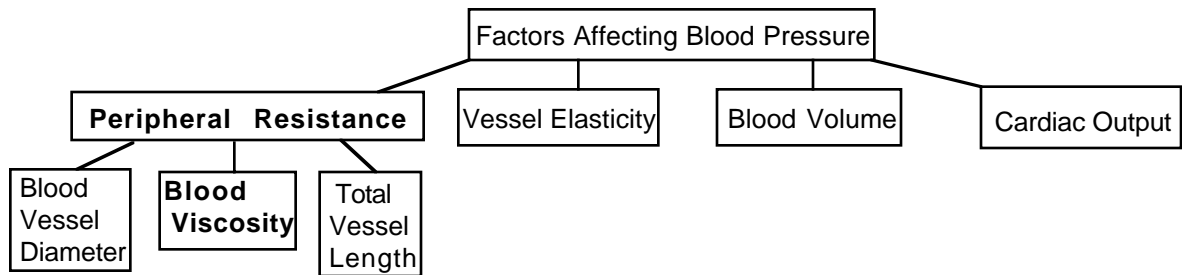 Factors Affecting Blood Pressure
Peripheral Resistance
Vessel Elasticity
Blood Volume
Cardiac Output
Blood
Vessel
Diameter
Blood
Viscosity
Total
Vessel
Length